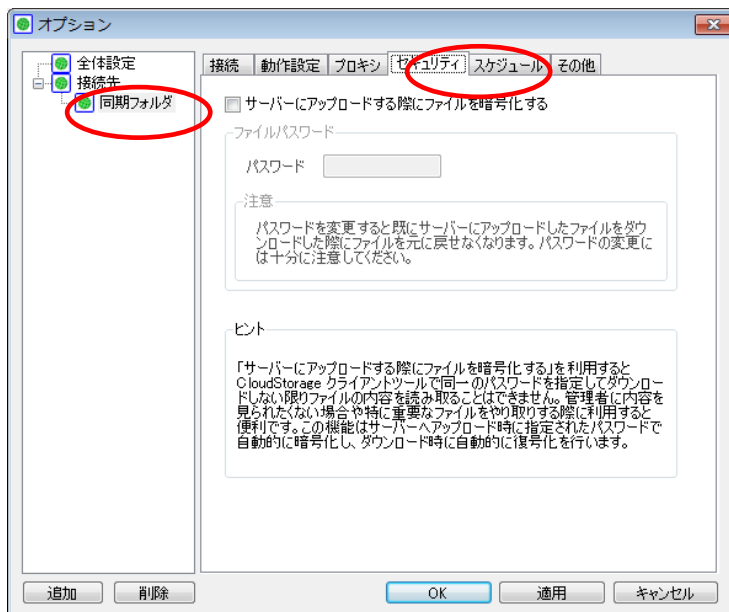 オプション
全体設定
接続先
同期フォルダ
接続 動作設定 プロキシ セキュリティ スケジュール その他
サーバーにアップロードする際にファイルを暗号化する
ファイルパスワード
パスワード
注意
パスワードを変更すると既にサーバーにアップロードしたファイルをダウ
ンロードした際にファイルを元に戻せなくなります。パスワードの変更に
は十分に注意してください。
ヒント
「サーバーにアップロードする際にファイルを暗号化する」を利用すると
CloudStorage クライアントツールで同一のパスワードを指定してダウンロー
ドしない限りファイルの内容を読み取ることはできません。管理者に内容を
見られたくない場合や特に重要なファイルをやり取りする際に利用すると
便利です。この機能はサーバーへアップロード時に指定されたパスワードで
自動的に暗号化し、ダウンロード時に自動的に復号化を行います。
追加 削除 OK 適用 キャンセル